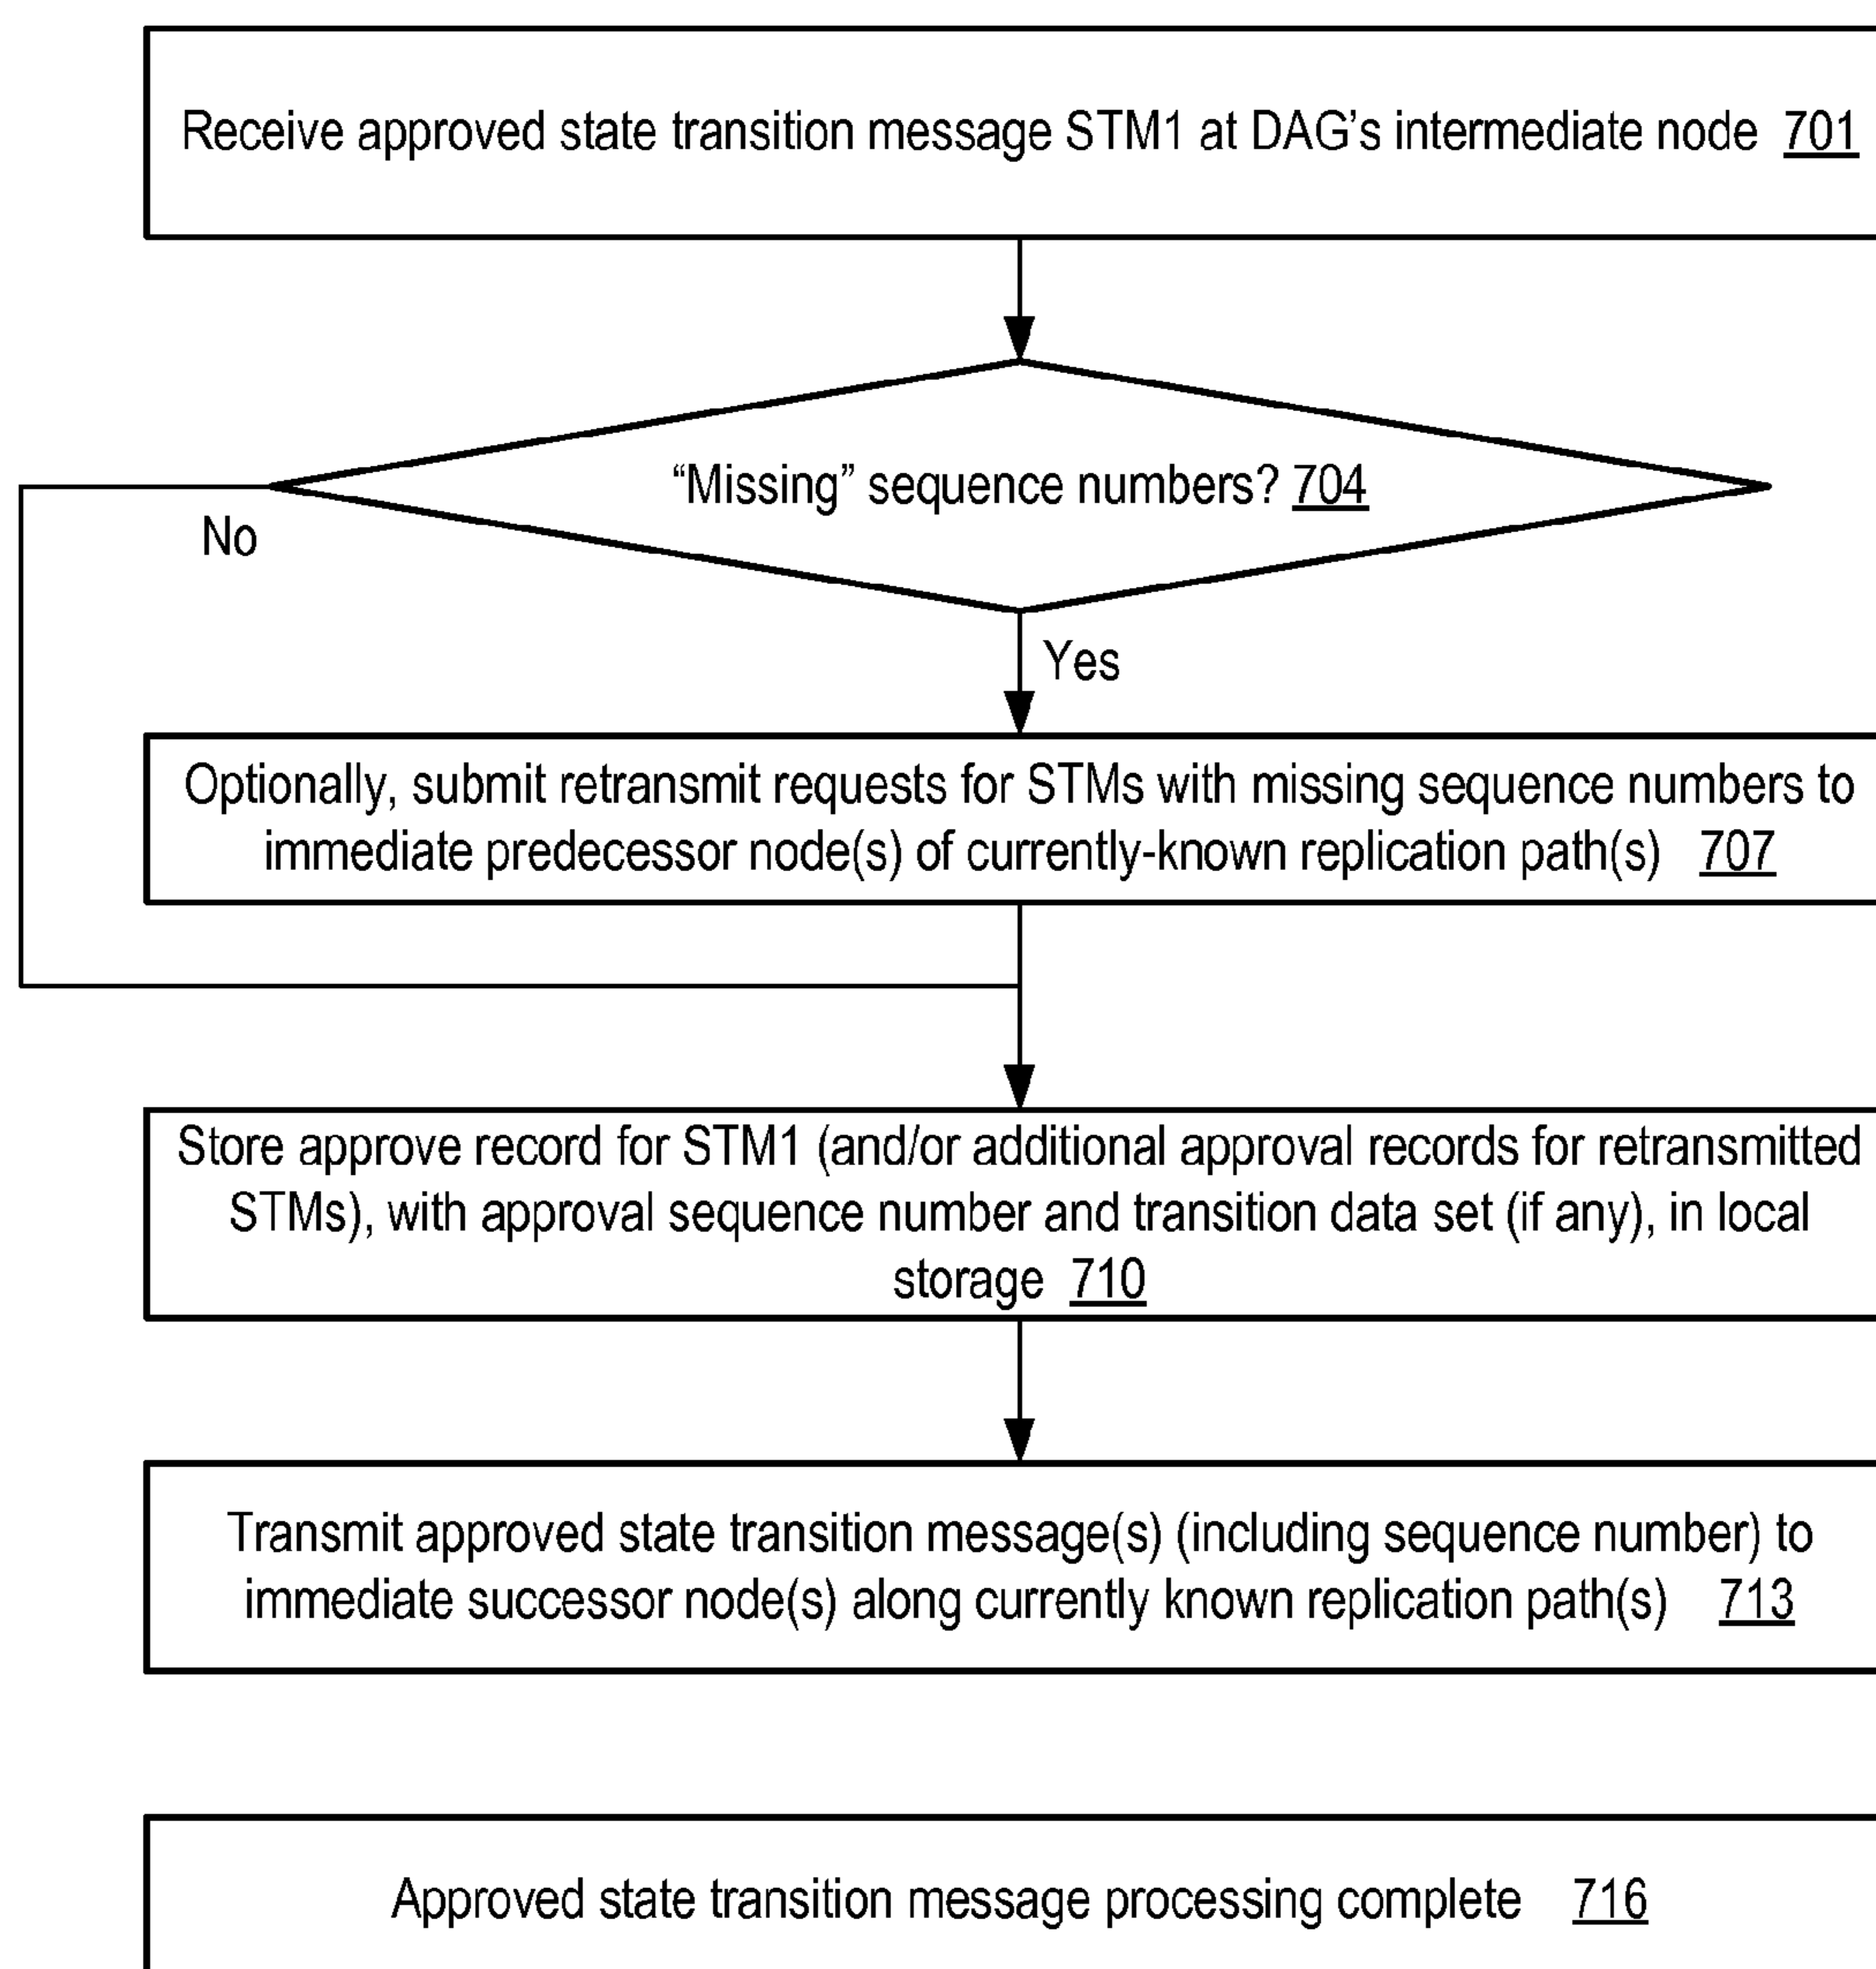 Receive approved state transition message STM1 at DAG’s intermediate node 701
“Missing” sequence numbers? 704
No
Yes
Optionally, submit retransmit requests for STMs with missing sequence numbers to
immediate predecessor node(s) of currently-known replication path(s) 707
Store approve record for STM1 (and/or additional approval records for retransmitted
STMs), with approval sequence number and transition data set (if any), in local
storage 710
Transmit approved state transition message(s) (including sequence number) to
immediate successor node(s) along currently known replication path(s) 713
Approved state transition message processing complete 716